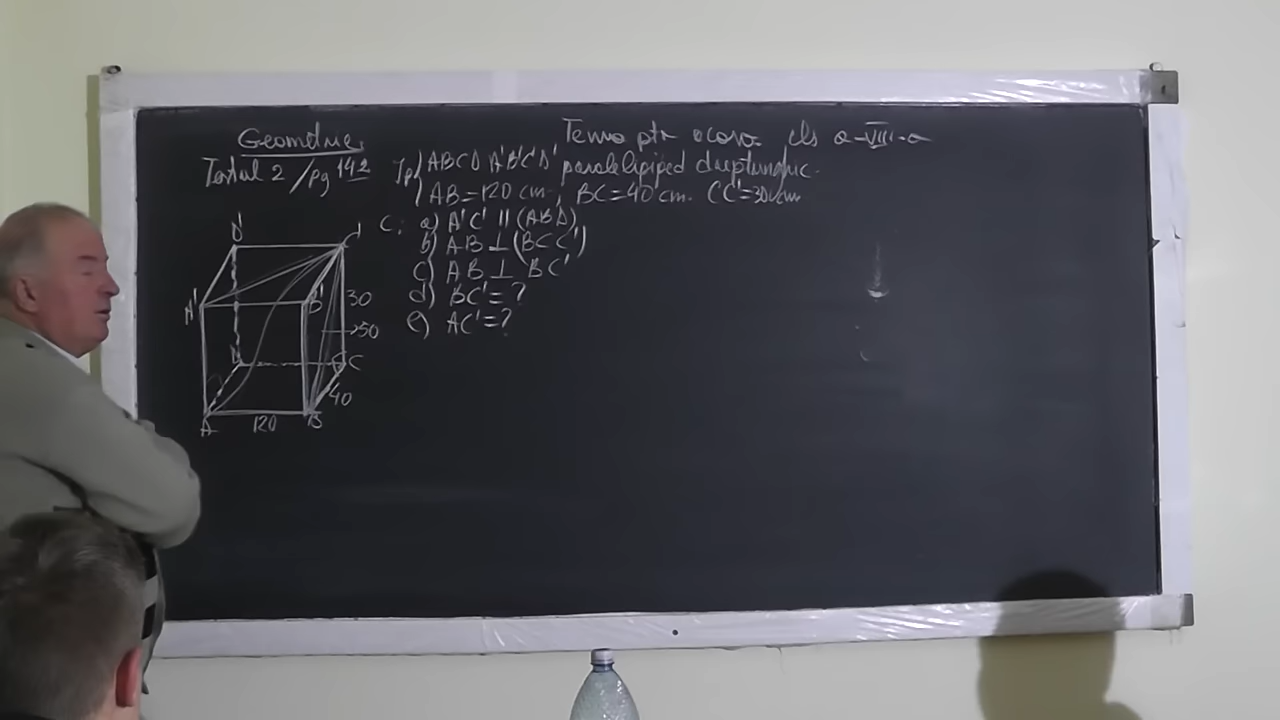 Geometrie
Testul 2 / pg 142
Temă ptr acasă cls a-VIII-a
Ip) ABCD A'B'C'D' paralelipiped dreptunghic.
AB = 120 cm, BC = 40 cm. CC' = 30 cm
C: a) A'C' || (ABD)
b) AB ⊥ (BCC')
c) AB ⊥ BC'
d) BC' = ?
e) AC' = ?
D'
C'
A'
B'
30
50
D
C
40
A
120
B